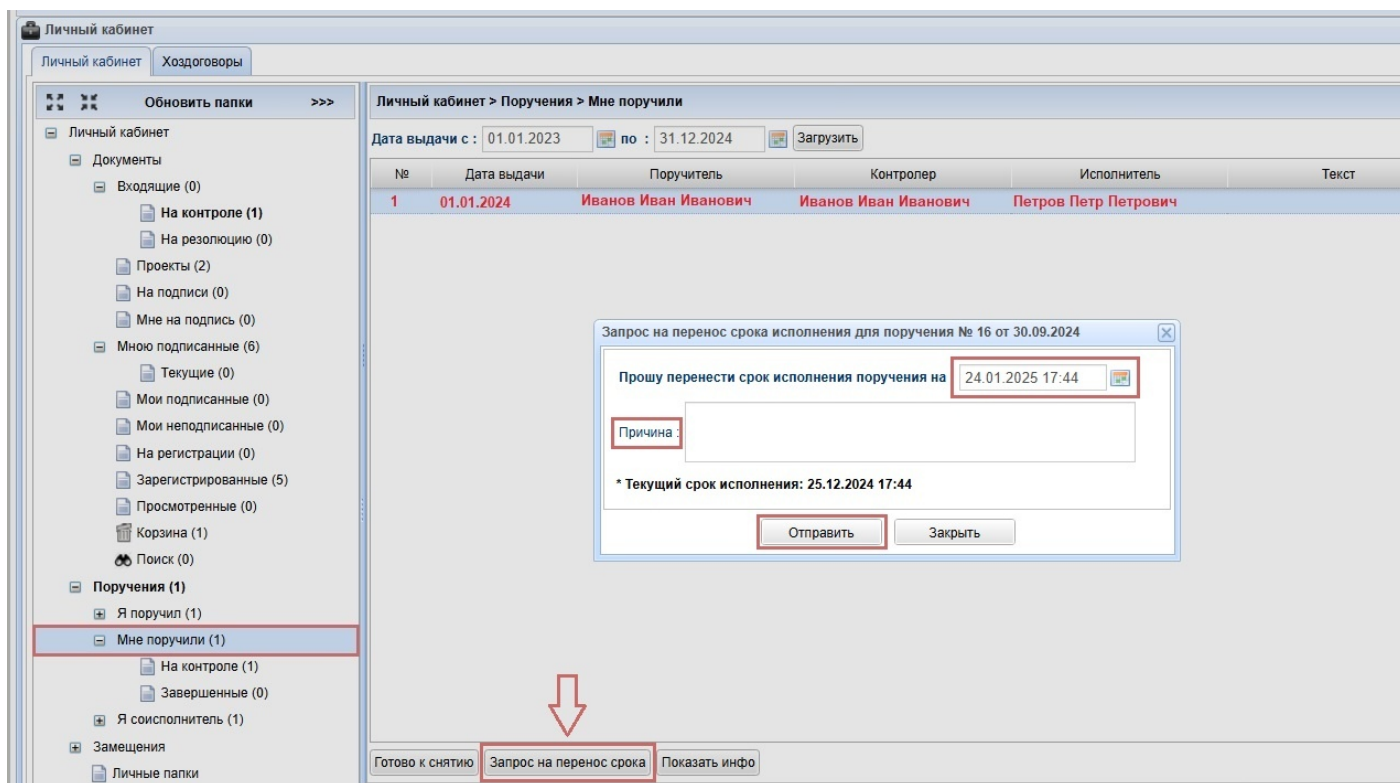 Личный кабинет
Личный кабинет Хоздоговоры
Обновить папки >>>
Личный кабинет
Документы
Входящие (0)
На контроле (1)
На резолюцию (0)
Проекты (2)
На подписи (0)
Мне на подпись (0)
Мною подписанные (6)
Текущие (0)
Мои подписанные (0)
Мои неподписанные (0)
На регистрации (0)
Зарегистрированные (5)
Просмотренные (0)
Корзина (1)
Поиск (0)
Поручения (1)
Я поручил (1)
Мне поручили (1)
На контроле (1)
Завершенные (0)
Я соисполнитель (1)
Замещения
Личные папки
Личный кабинет > Поручения > Мне поручили
Дата выдачи с : 01.01.2023 по : 31.12.2024 Загрузить
№ Дата выдачи Поручитель Контролер Исполнитель Текст
1 01.01.2024 Иванов Иван Иванович Иванов Иван Иванович Петров Петр Петрович
Запрос на перенос срока исполнения для поручения № 16 от 30.09.2024
Прошу перенести срок исполнения поручения на 24.01.2025 17:44
Причина :
* Текущий срок исполнения: 25.12.2024 17:44
Отправить Закрыть
Готово к снятию Запрос на перенос срока Показать инфо